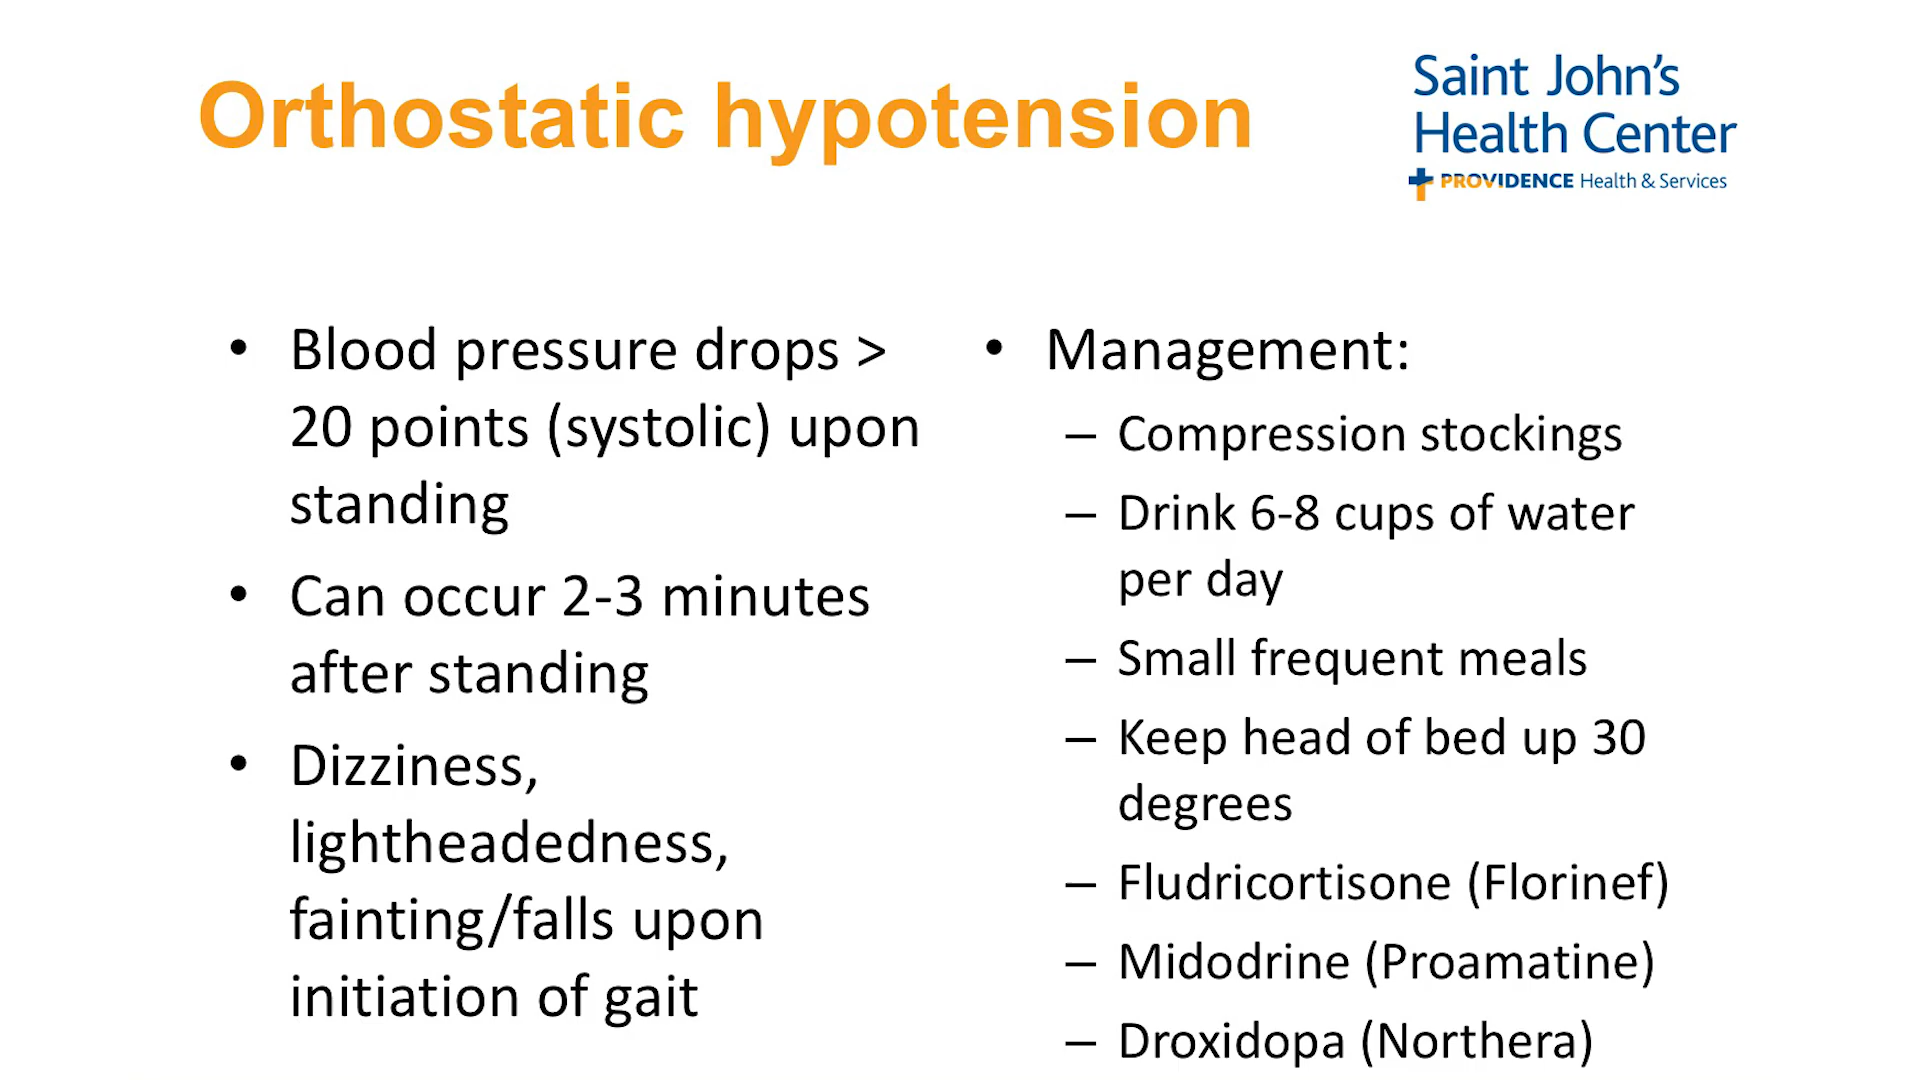 Orthostatic hypotension
Saint John's
Health Center
PROVIDENCE Health & Services
• Blood pressure drops >
20 points (systolic) upon
standing
• Can occur 2-3 minutes
after standing
• Dizziness,
lightheadedness,
fainting/falls upon
initiation of gait
• Management:
– Compression stockings
– Drink 6-8 cups of water
per day
– Small frequent meals
– Keep head of bed up 30
degrees
– Fludricortisone (Florinef)
– Midodrine (Proamatine)
– Droxidopa (Northera)